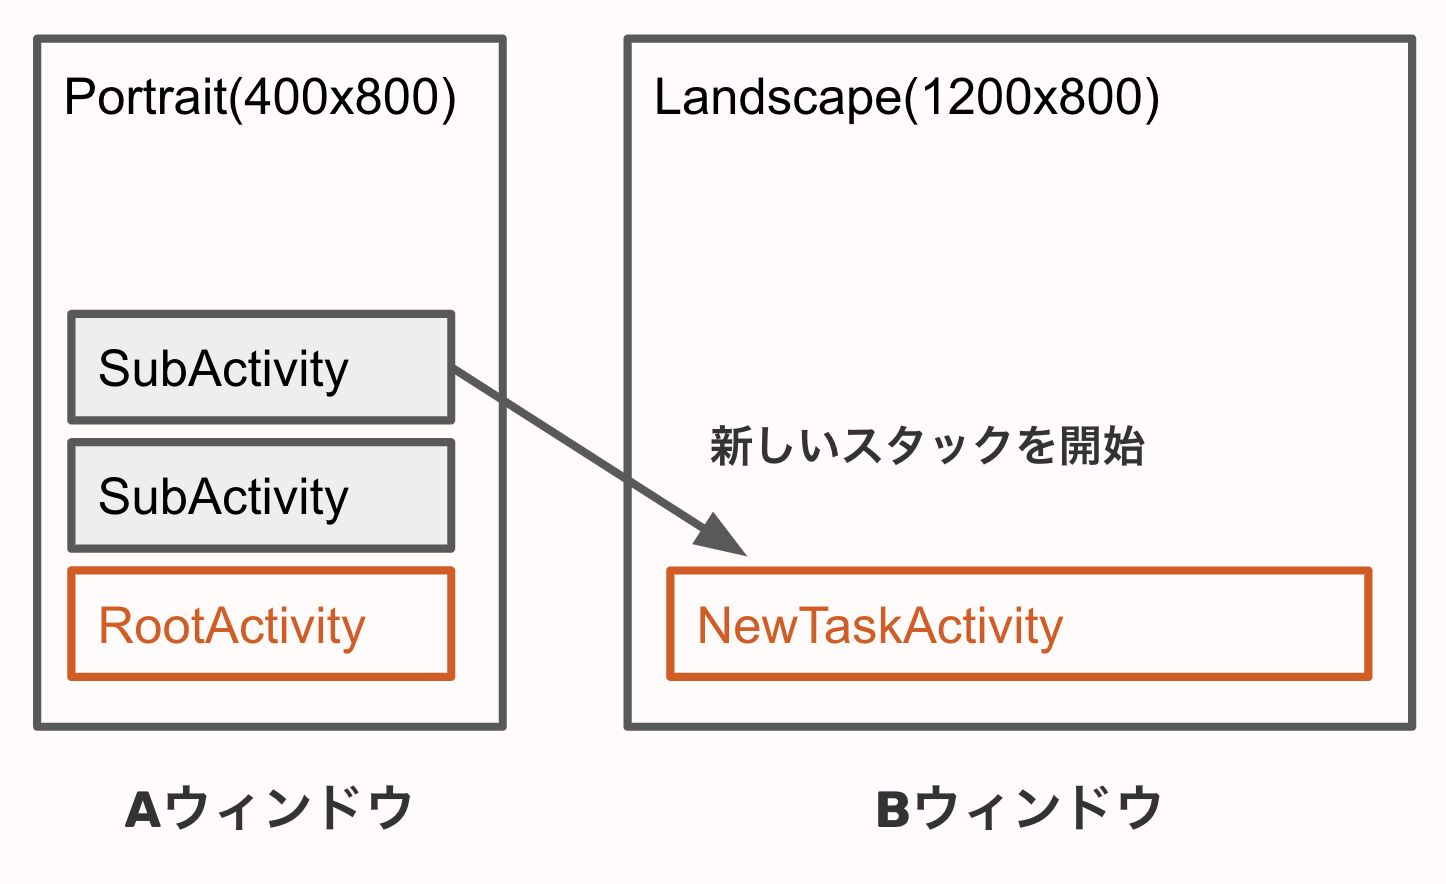 Portrait(400x800)
SubActivity
SubActivity
RootActivity
Aウィンドウ
Landscape(1200x800)
新しいスタックを開始
NewTaskActivity
Bウィンドウ